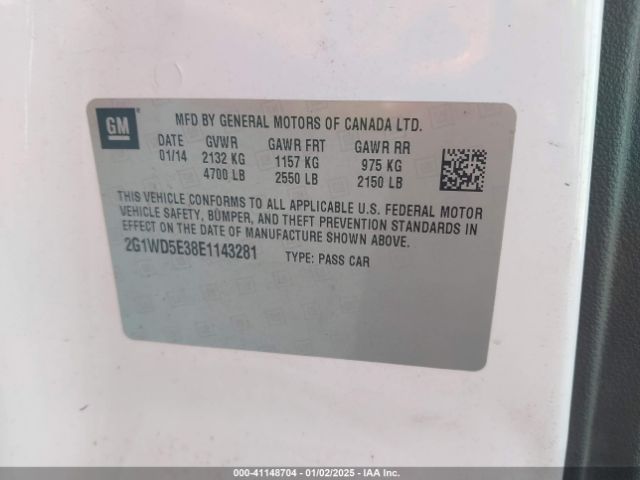 GM
MFD BY GENERAL MOTORS OF CANADA LTD.
DATE GVWR GAWR FRT GAWR RR
01/14 2132 KG 1157 KG 975 KG
4700 LB 2550 LB 2150 LB
THIS VEHICLE CONFORMS TO ALL APPLICABLE U.S. FEDERAL MOTOR
VEHICLE SAFETY, BUMPER, AND THEFT PREVENTION STANDARDS IN
EFFECT ON THE DATE OF MANUFACTURE SHOWN ABOVE.
2G1WD5E38E1143281 TYPE: PASS CAR
000-41148704 - 01/02/2025 - IAA Inc.